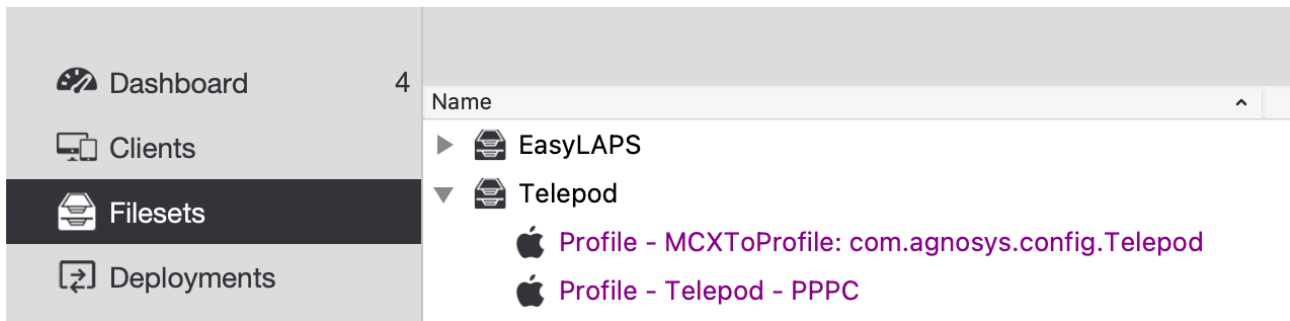 Dashboard 4
Clients
Filesets
Deployments
Name
EasyLAPS
Telepod
Profile - MCXToProfile: com.agnosys.config.Telepod
Profile - Telepod - PPPC